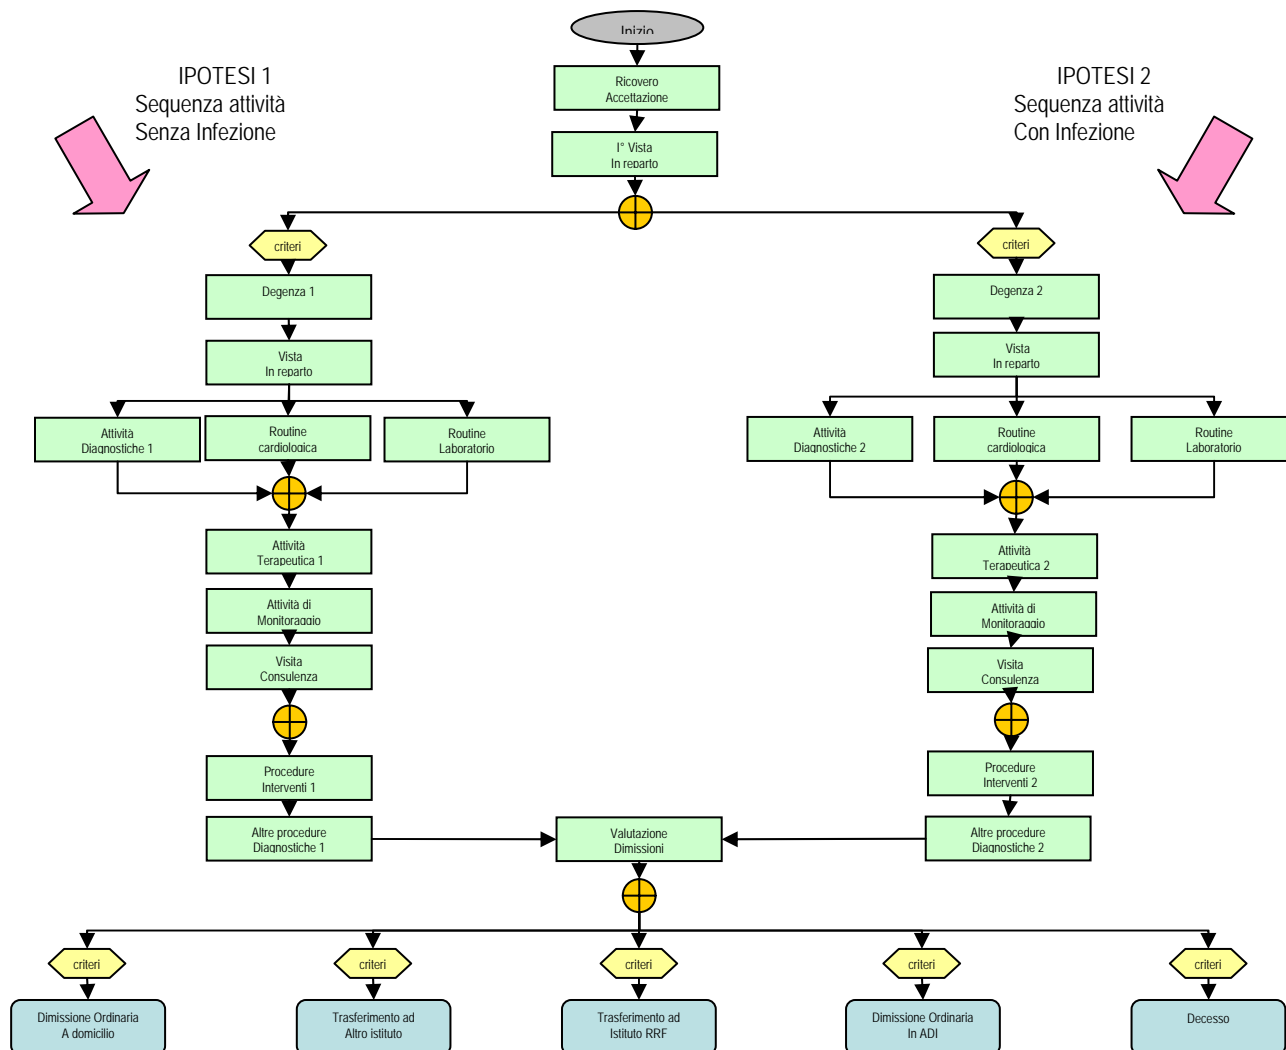 Inizio
IPOTESI 1
Sequenza attività
Senza Infezione
IPOTESI 2
Sequenza attività
Con Infezione
Ricovero
Accettazione
I° Vista
In reparto
criteri
criteri
Degenza 1
Degenza 2
Vista
In reparto
Vista
In reparto
Attività
Diagnostiche 1
Routine
cardiologica
Routine
Laboratorio
Attività
Diagnostiche 2
Routine
cardiologica
Routine
Laboratorio
Attività
Terapeutica 1
Attività
Terapeutica 2
Attività di
Monitoraggio
Attività di
Monitoraggio
Visita
Consulenza
Visita
Consulenza
Procedure
Interventi 1
Procedure
Interventi 2
Altre procedure
Diagnostiche 1
Valutazione
Dimissioni
Altre procedure
Diagnostiche 2
criteri
criteri
criteri
criteri
criteri
Dimissione Ordinaria
A domicilio
Trasferimento ad
Altro istituto
Trasferimento ad
Istituto RRF
Dimissione Ordinaria
In ADI
Decesso